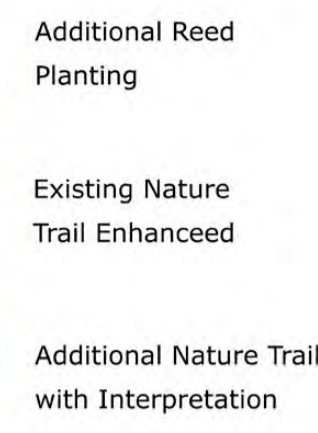 Additional Reed
Planting
Existing Nature
Trail Enhanceed
Additional Nature Trail
with Interpretation